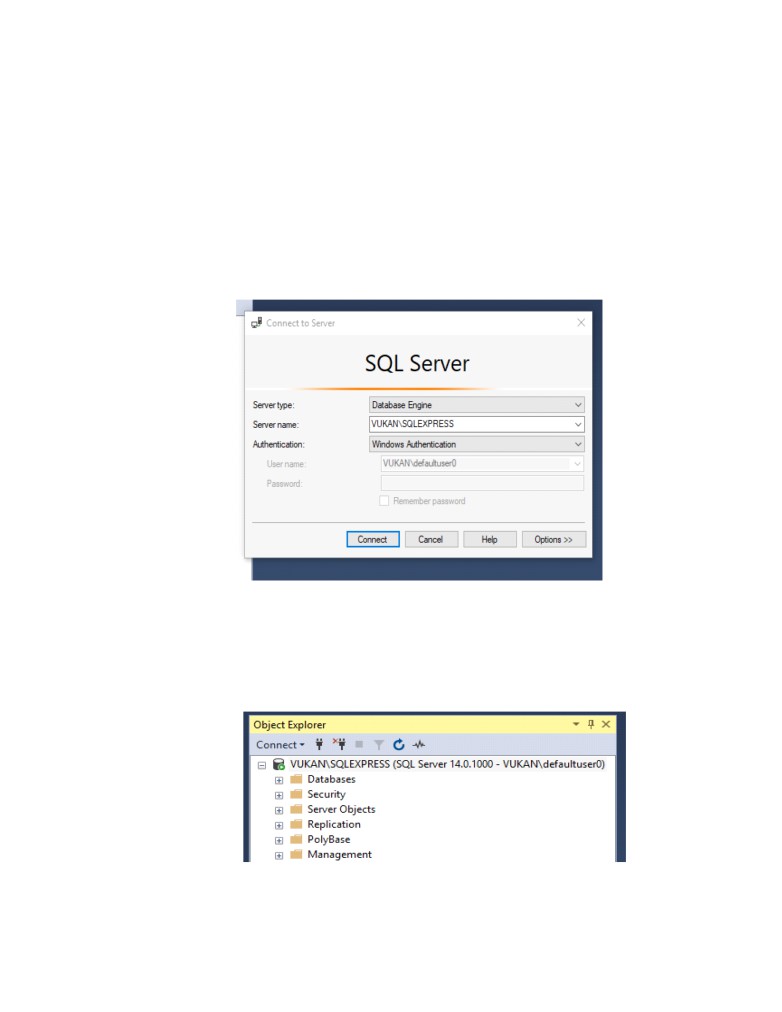 Connect to Server
SQL Server
Server type: Database Engine
Server name: VUKAN\SQLEXPRESS
Authentication: Windows Authentication
User name: VUKAN\defaultuser0
Password:
Remember password
Connect Cancel Help Options >>
Object Explorer
Connect
VUKAN\SQLEXPRESS (SQL Server 14.0.1000 - VUKAN\defaultuser0)
Databases
Security
Server Objects
Replication
PolyBase
Management